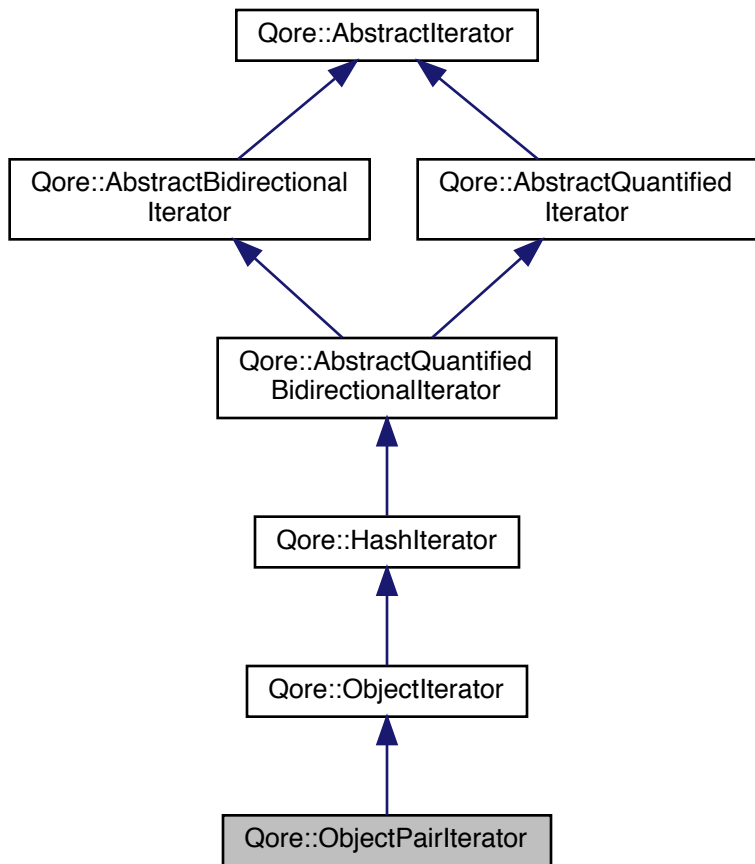 Qore::AbstractIterator
Qore::AbstractBidirectional
Iterator
Qore::AbstractQuantified
Iterator
Qore::AbstractQuantified
BidirectionalIterator
Qore::HashIterator
Qore::ObjectIterator
Qore::ObjectPairIterator